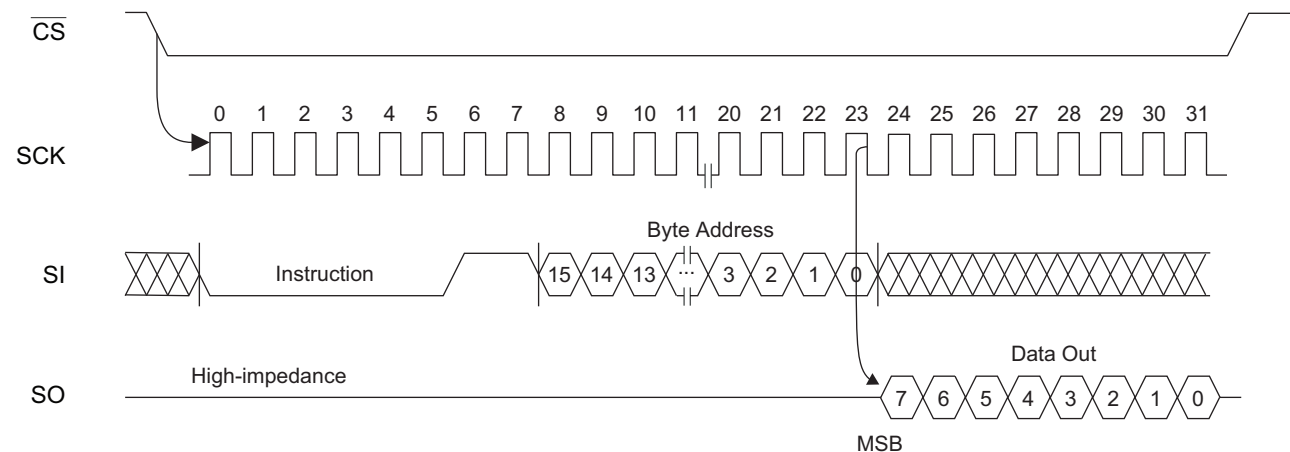 CS
0 1 2 3 4 5 6 7 8 9 10 11 20 21 22 23 24 25 26 27 28 29 30 31
SCK
Byte Address
SI Instruction 15 14 13 ... 3 2 1 0
Data Out
High-impedance
SO 7 6 5 4 3 2 1 0
MSB